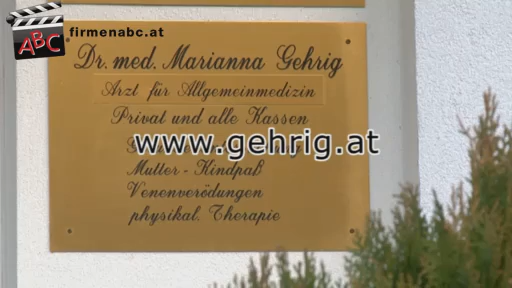 ABC
firmenabc.at
Dr. med. Marianna Gehrig
Arzt für Allgemeinmedizin
Privat und alle Kassen
www.gehrig.at
Mutter - Kindpaß
Venenverödungen
physikal. Therapie